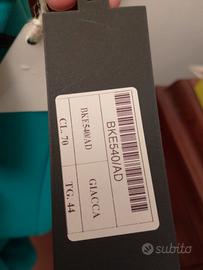 BKE540/AD
BKE540/AD
GIACCA
CL. 70
TG. 44
subito